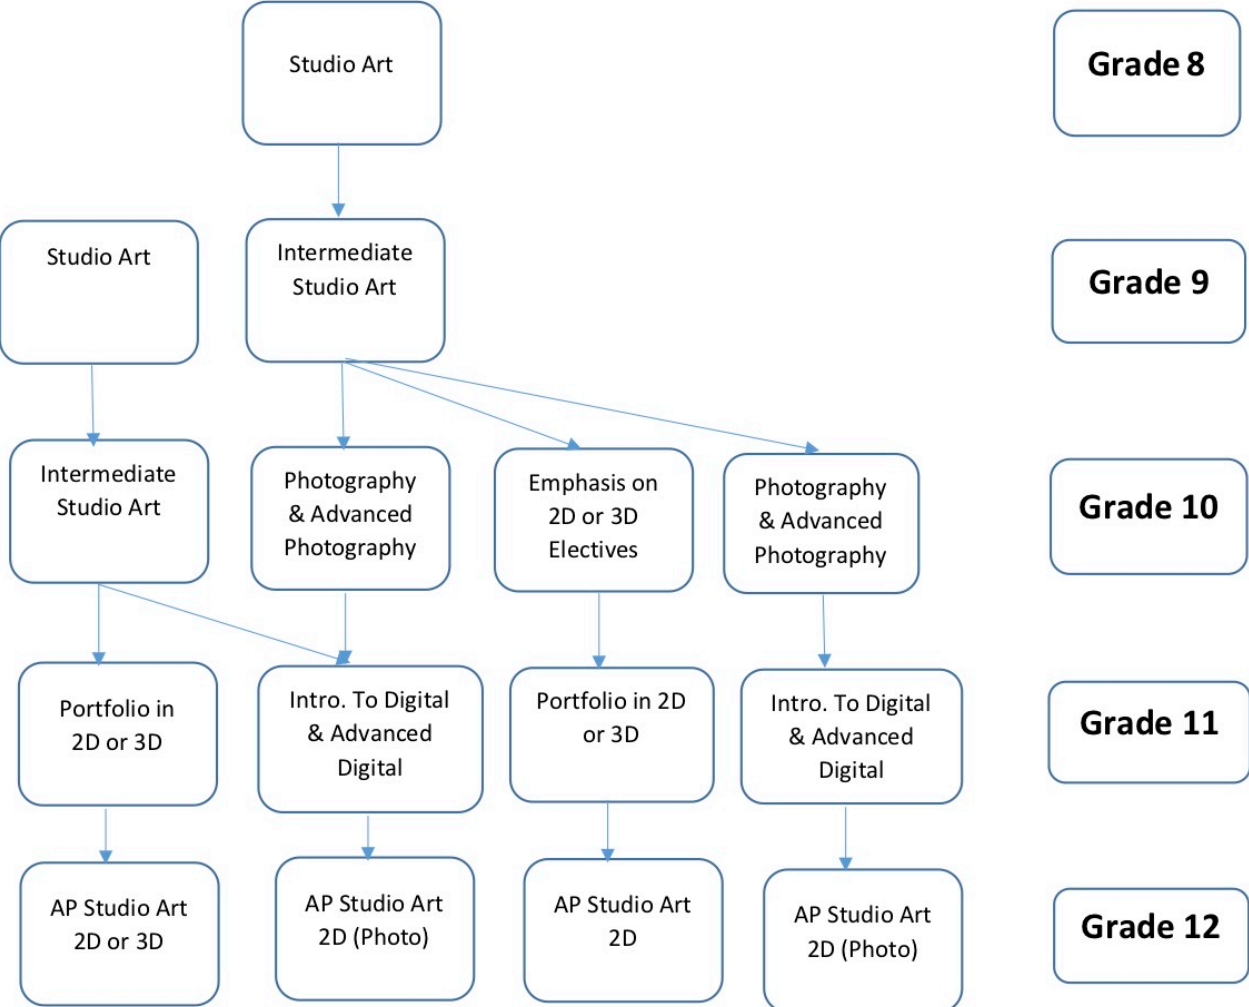 Studio Art
Grade 8
Studio Art
Intermediate
Studio Art
Grade 9
Intermediate
Studio Art
Photography
& Advanced
Photography
Emphasis on
2D or 3D
Electives
Photography
& Advanced
Photography
Grade 10
Portfolio in
2D or 3D
Intro. To Digital
& Advanced
Digital
Portfolio in 2D
or 3D
Intro. To Digital
& Advanced
Digital
Grade 11
AP Studio Art
2D or 3D
AP Studio Art
2D (Photo)
AP Studio Art
2D
AP Studio Art
2D (Photo)
Grade 12